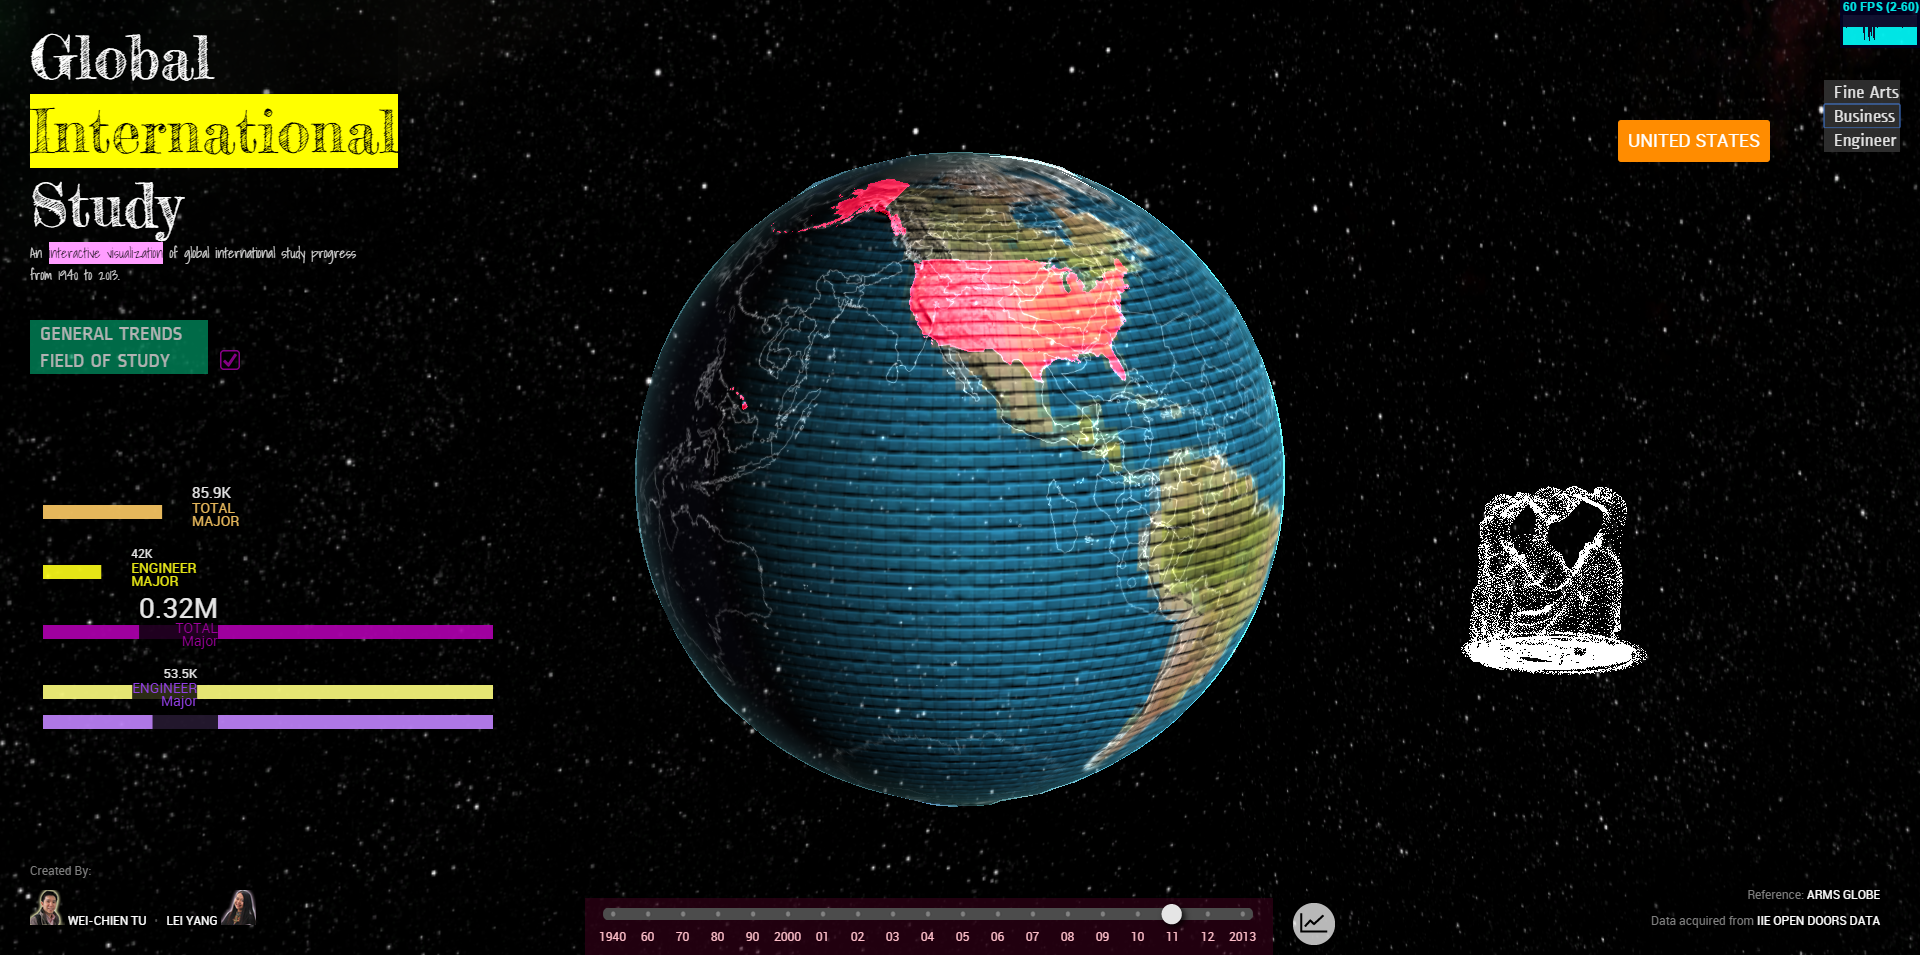 Global
International
Study
An interactive visualization of global international study progress
from 1940 to 2013.
GENERAL TRENDS
FIELD OF STUDY
85.9K
TOTAL
MAJOR
42K
ENGINEER
MAJOR
0.32M
TOTAL
Major
53.5K
ENGINEER
Major
Created By:
WEI-CHIEN TU
LEI YANG
1940 60 70 80 90 2000 01 02 03 04 05 06 07 08 09 10 11 12 2013
60 FPS (2-60)
Fine Arts
Business
Engineer
UNITED STATES
Reference: ARMS GLOBE
Data acquired from IIE OPEN DOORS DATA